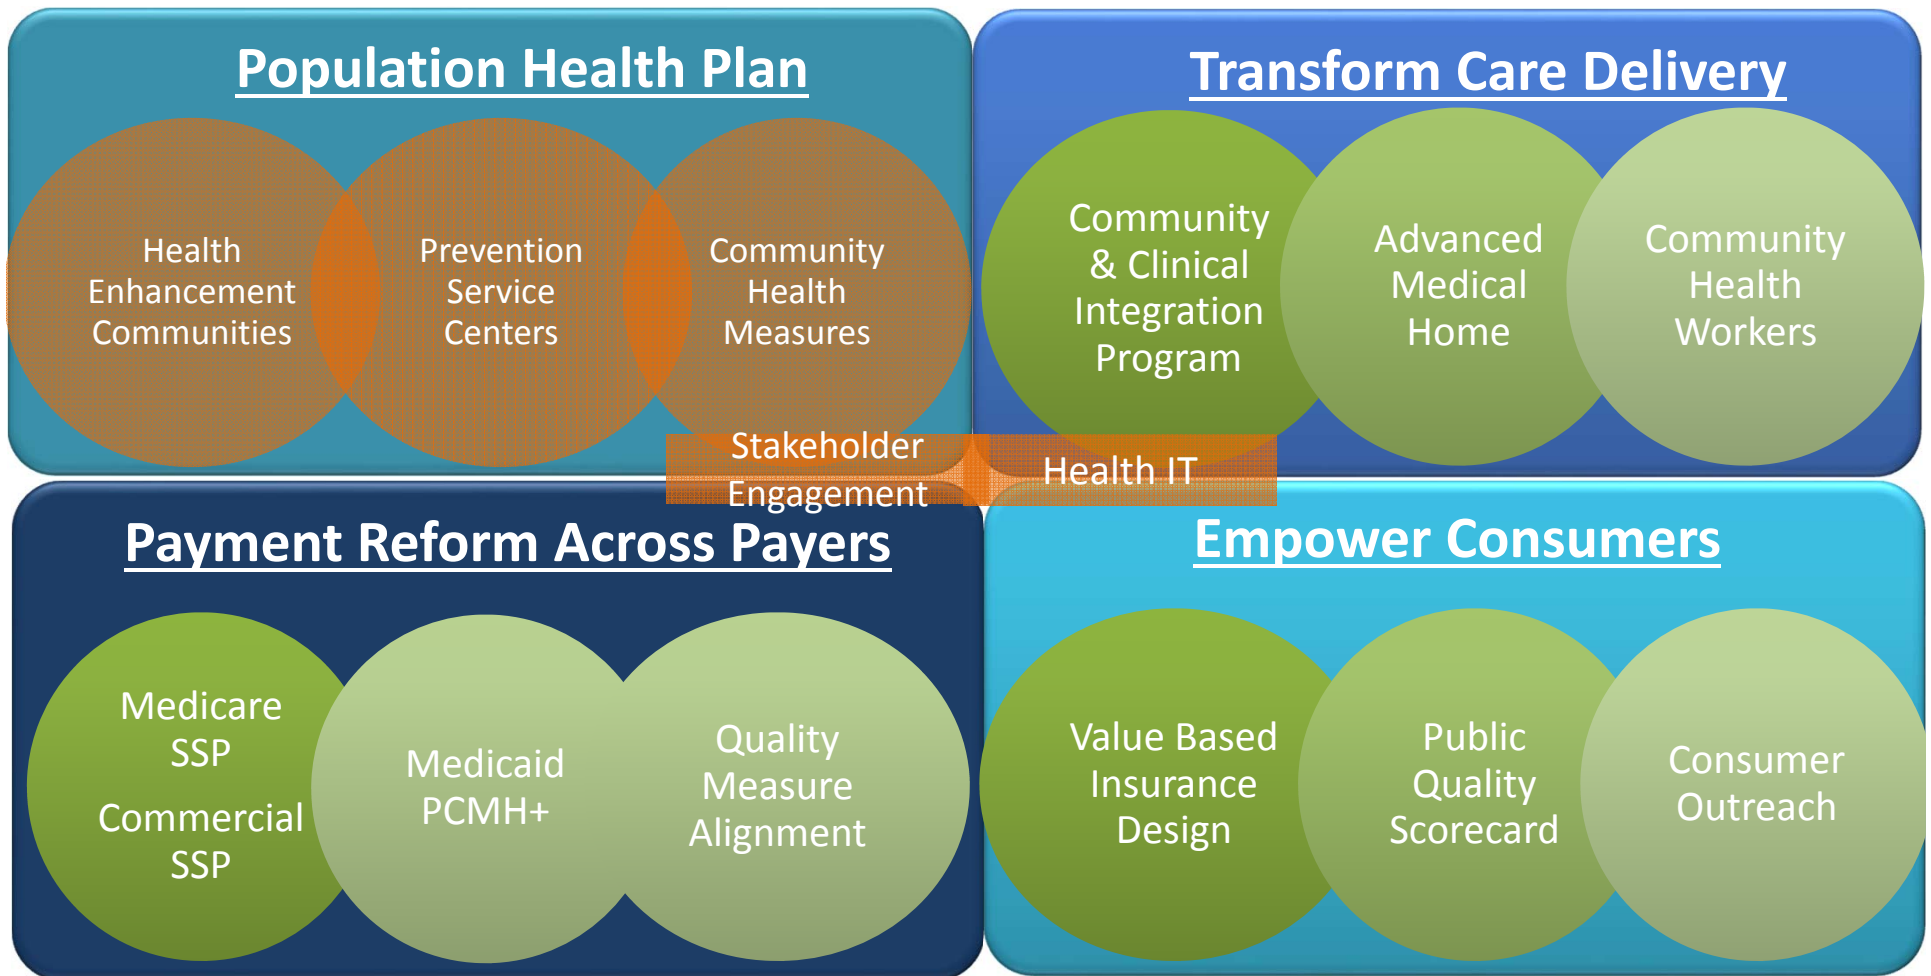 Population Health Plan
Health
Enhancement
Communities
Prevention
Service
Centers
Community
Health
Measures
Transform Care Delivery
Community
& Clinical
Integration
Program
Advanced
Medical
Home
Community
Health
Workers
Stakeholder
Engagement
Health IT
Payment Reform Across Payers
Medicare
SSP
Commercial
SSP
Medicaid
PCMH+
Quality
Measure
Alignment
Empower Consumers
Value Based
Insurance
Design
Public
Quality
Scorecard
Consumer
Outreach